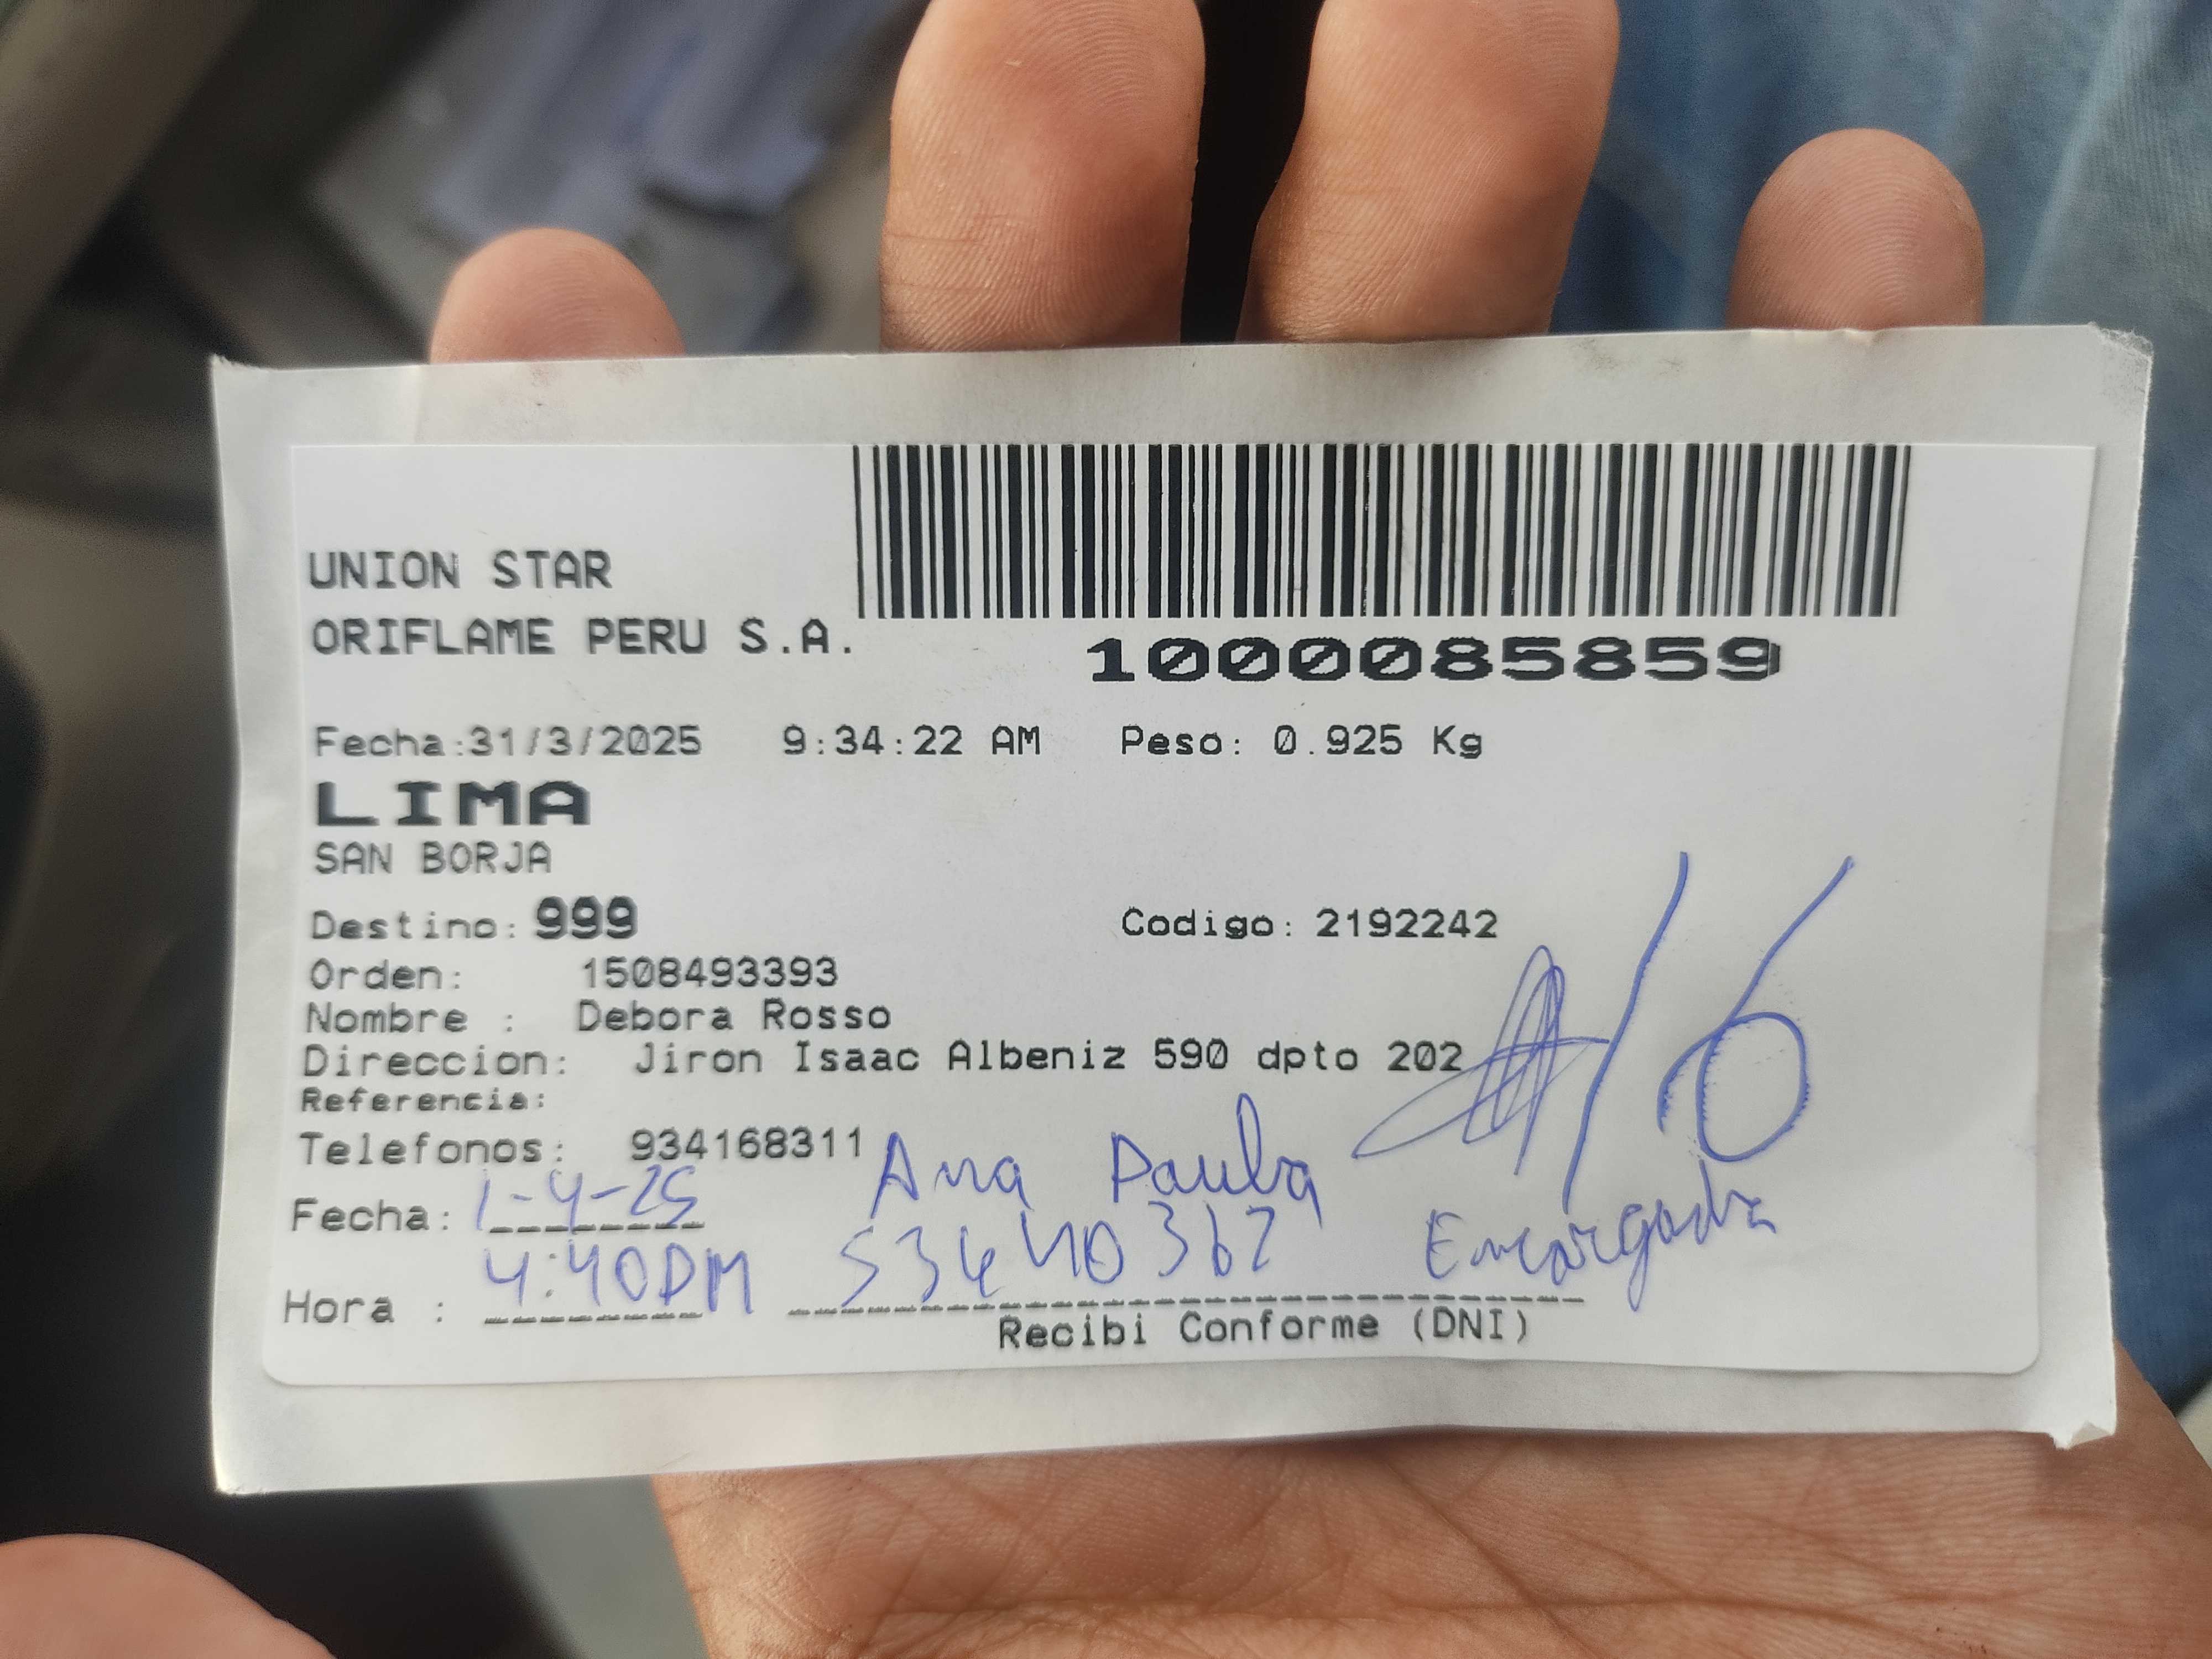 UNION STAR
ORIFLAME PERU S.A.
1000085859
Fecha:31/3/2025 9:34:22 AM Peso: 0.925 Kg
LIMA
SAN BORJA
Destino: 999 Codigo: 2192242
Orden: 1508493393
Nombre : Debora Rosso
Direccion: Jiron Isaac Albeniz 590 dpto 202
Referencia:
Telefonos: 934168311
Ana Paula
Fecha: 1-4-25
Encargada
Hora : 4:40PM
Recibi Conforme (DNI)